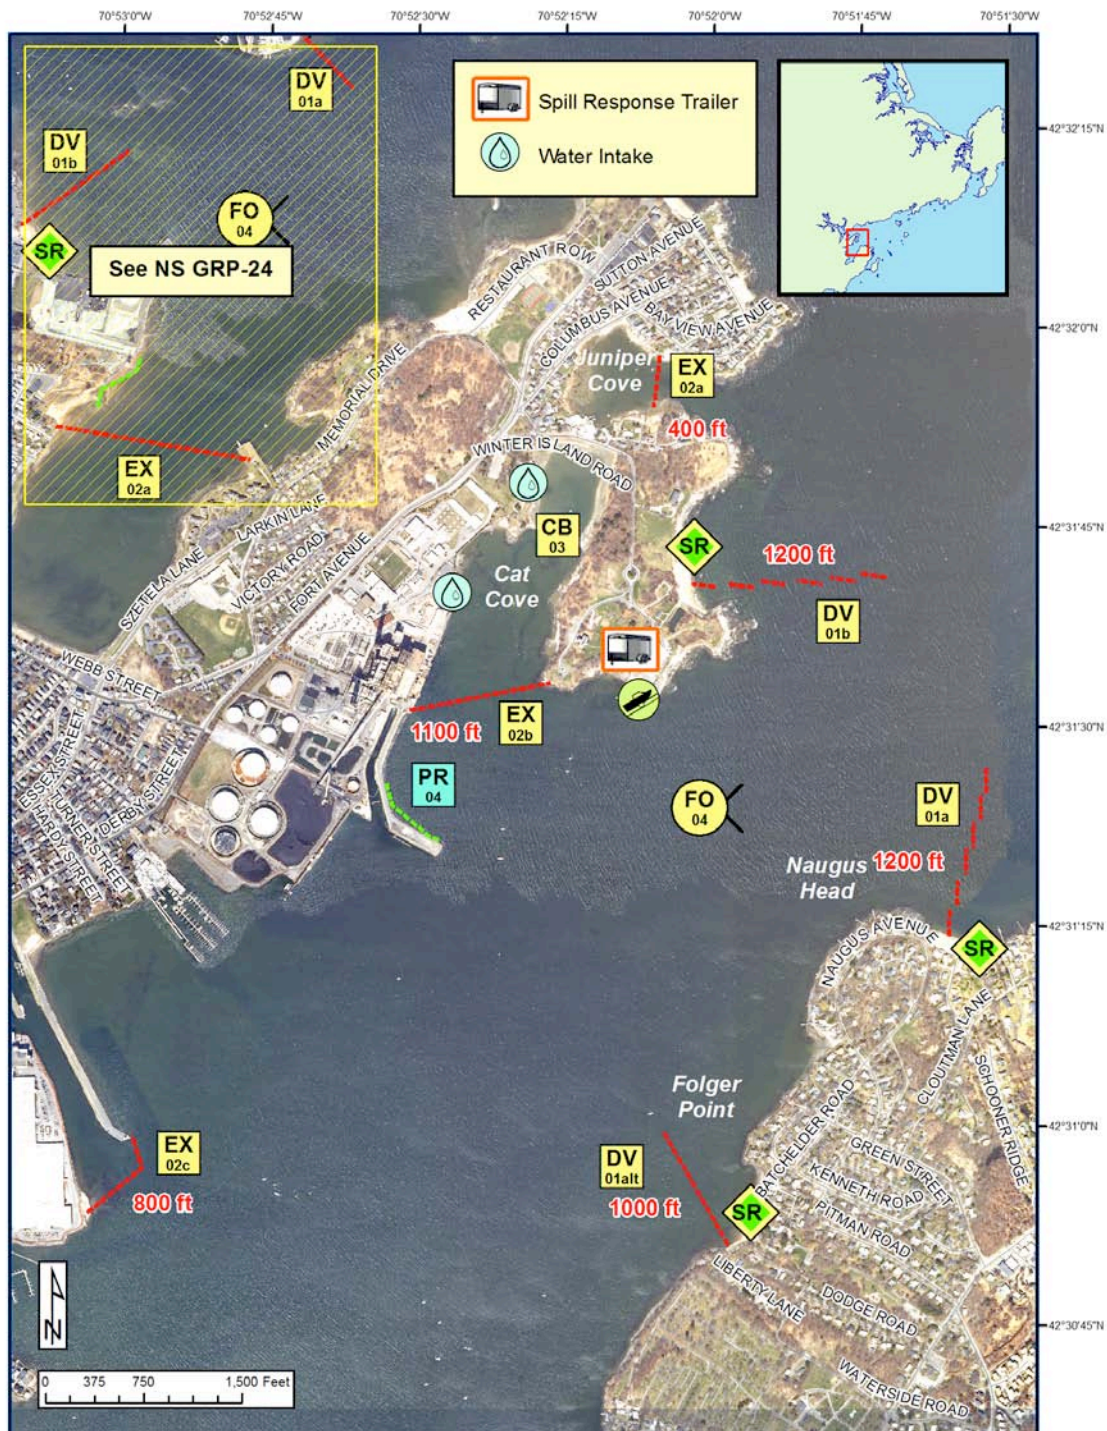 70°53'0"W
70°52'45"W
70°52'30"W
70°52'15"W
70°52'0"W
70°51'45"W
70°51'30"W
DV
01a
Spill Response Trailer
Water Intake
42°32'15"N
DV
01b
FO
04
SR
See NS GRP-24
RESTAURANT ROW
SUTTON AVENUE
COLUMBUS AVENUE
BAYVIEW AVENUE
42°32'0"N
MEMORIAL DRIVE
Juniper
Cove
EX
02a
400 ft
EX
02a
WINTER ISLAND ROAD
LARKIN LANE
SZETELA LANE
VICTORY ROAD
FORT AVENUE
CB
03
SR
1200 ft
42°31'45"N
Cat
Cove
DV
01b
WEBB STREET
1100 ft
EX
02b
42°31'30"N
ESSEX STREET
TURNER STREET
HARDY STREET
DERBY STREET
PR
04
FO
04
DV
01a
1200 ft
Naugus
Head
NAUGUS AVENUE
SR
42°31'15"N
CLOUTMAN LANE
SCHOONER RIDGE
Folger
Point
BATCHELDER ROAD
GREEN STREET
KENNETH ROAD
PITMAN ROAD
42°31'0"N
EX
02c
800 ft
DV
01alt
1000 ft
SR
LIBERTY LANE
DODGE ROAD
WATERSIDE ROAD
42°30'45"N
N
0 375 750 1,500 Feet